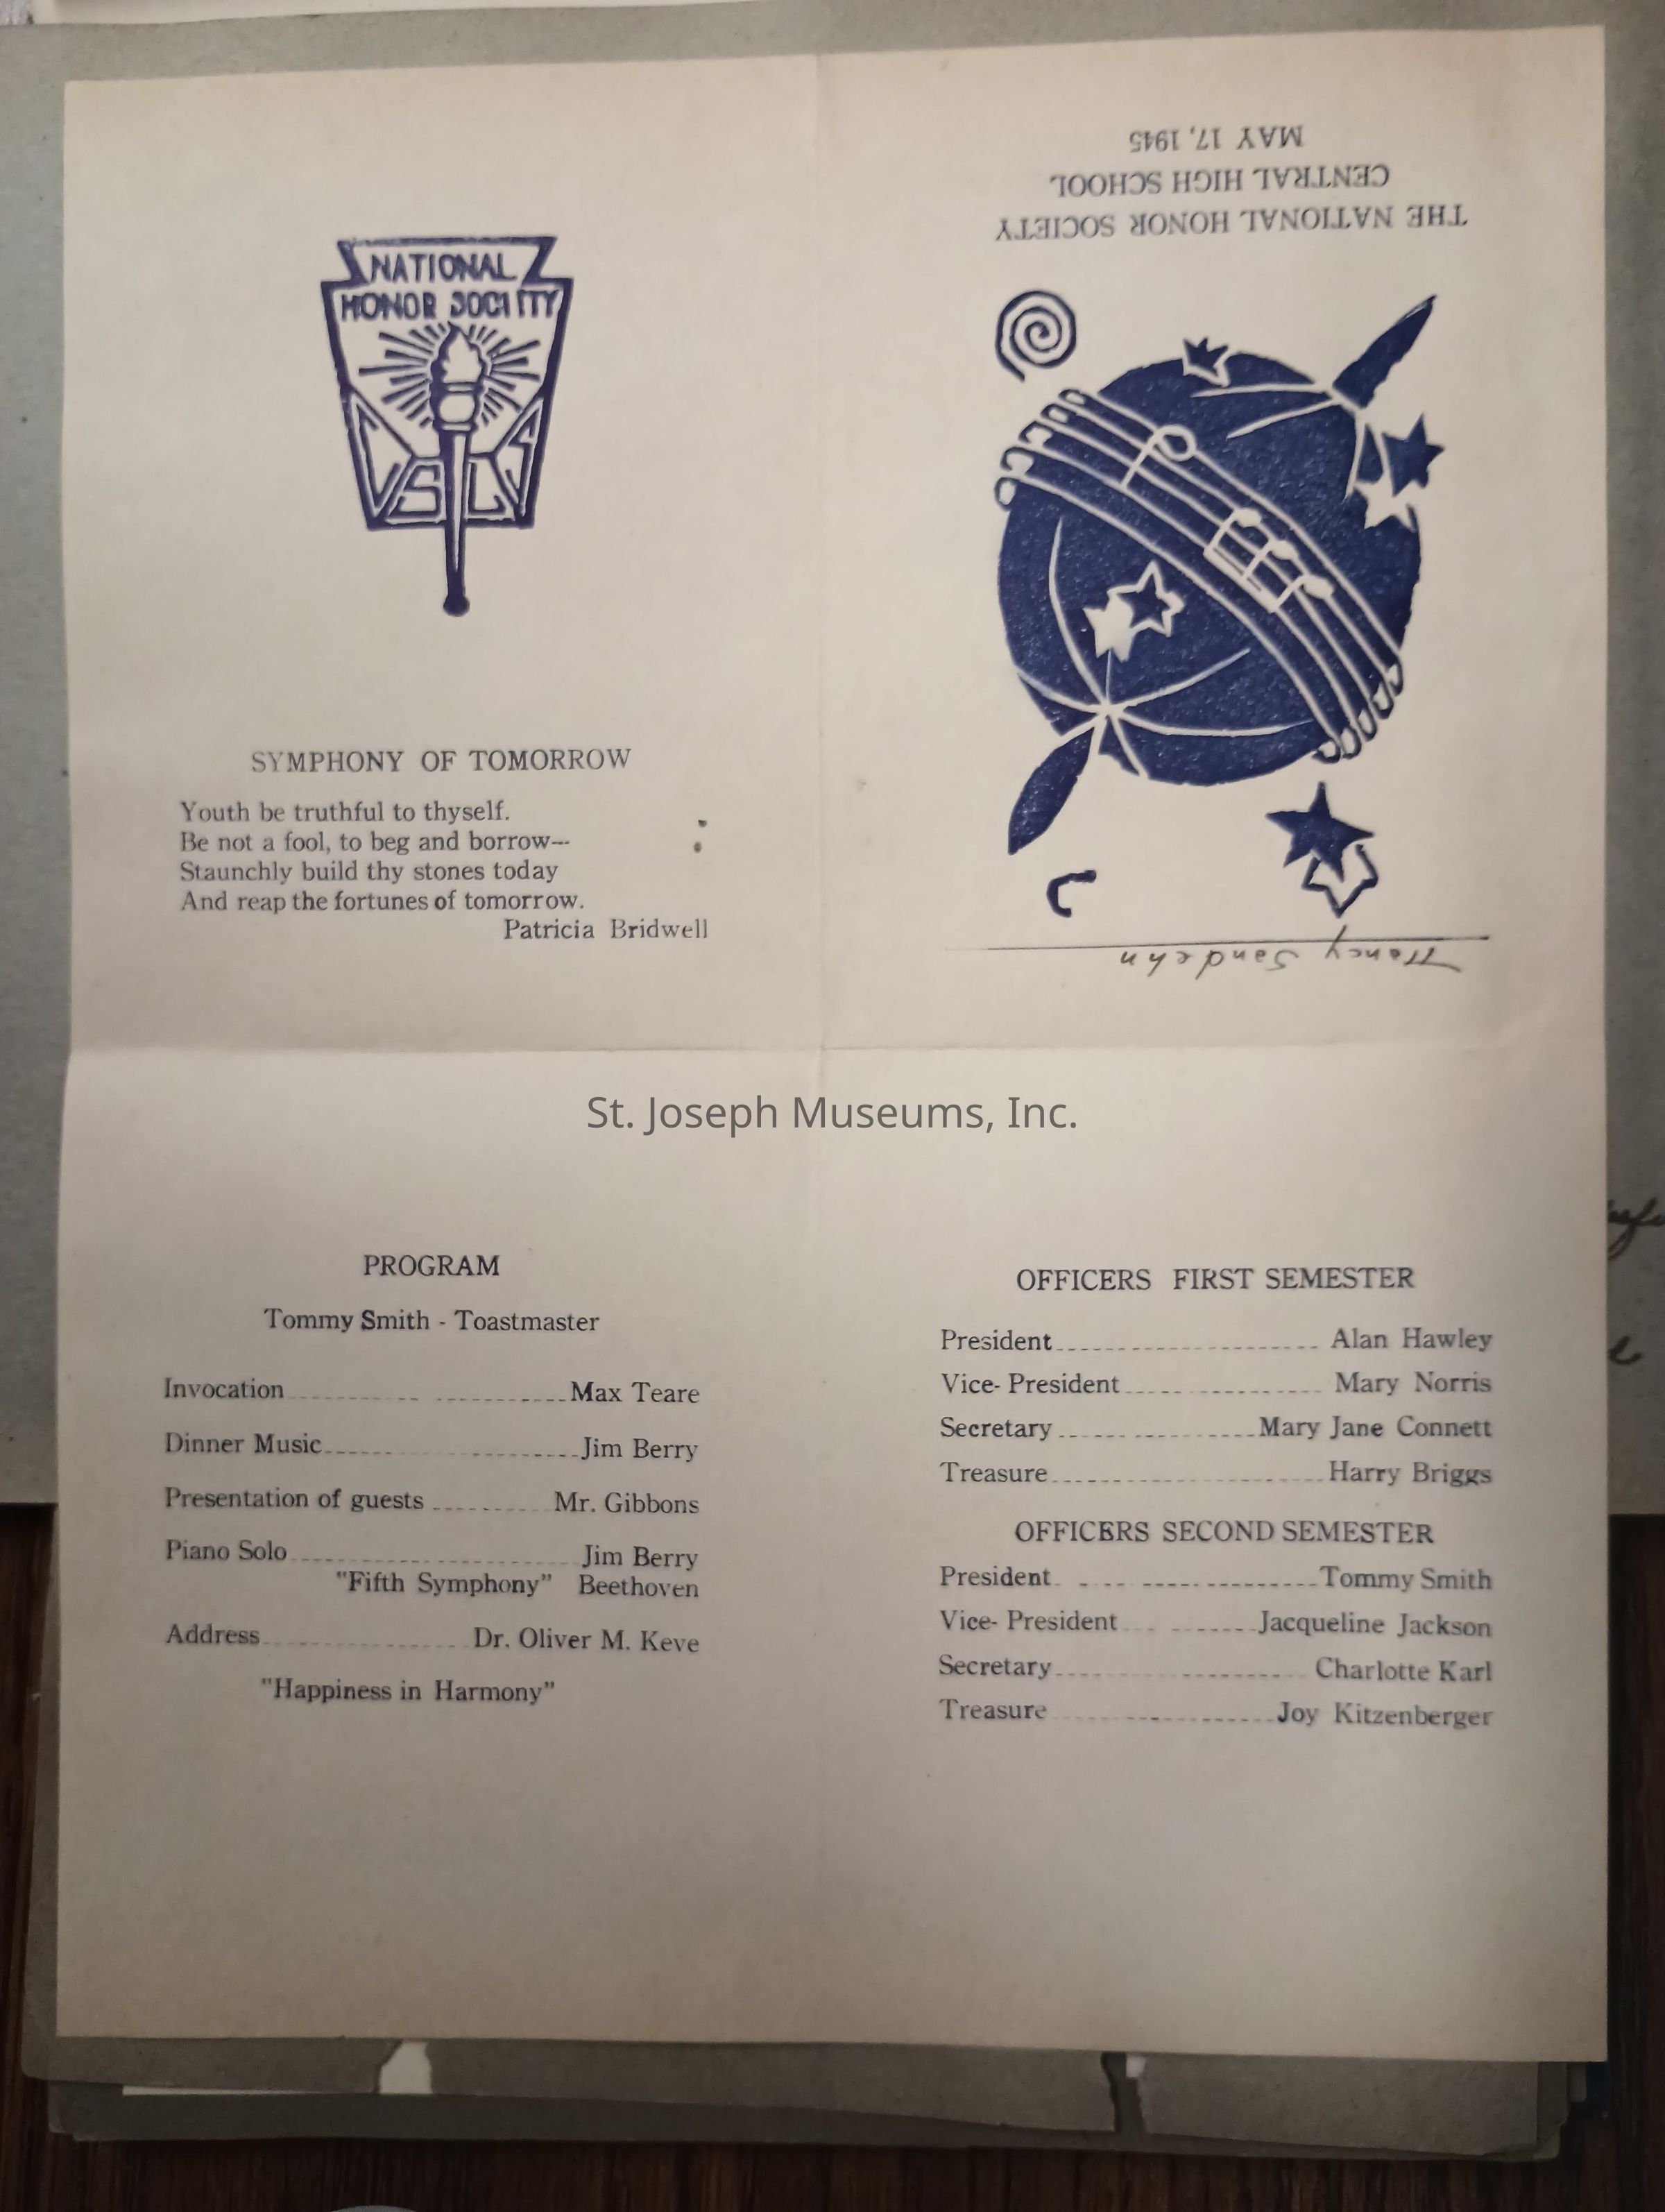 NATIONAL
HONOR SOCIETY
CSLS
SYMPHONY OF TOMORROW
Youth be truthful to thyself.
Be not a fool, to beg and borrow---
Staunchly build thy stones today
And reap the fortunes of tomorrow.
Patricia Bridwell
Nancy Sandehn
THE NATIONAL HONOR SOCIETY
CENTRAL HIGH SCHOOL
MAY 17, 1945
St. Joseph Museums, Inc.
PROGRAM
Tommy Smith - Toastmaster
Invocation Max Teare
Dinner Music Jim Berry
Presentation of guests Mr. Gibbons
Piano Solo Jim Berry
"Fifth Symphony" Beethoven
Address Dr. Oliver M. Keve
"Happiness in Harmony"
OFFICERS FIRST SEMESTER
President Alan Hawley
Vice- President Mary Norris
Secretary Mary Jane Connett
Treasure Harry Briggs
OFFICERS SECOND SEMESTER
President Tommy Smith
Vice- President Jacqueline Jackson
Secretary Charlotte Karl
Treasure Joy Kitzenberger